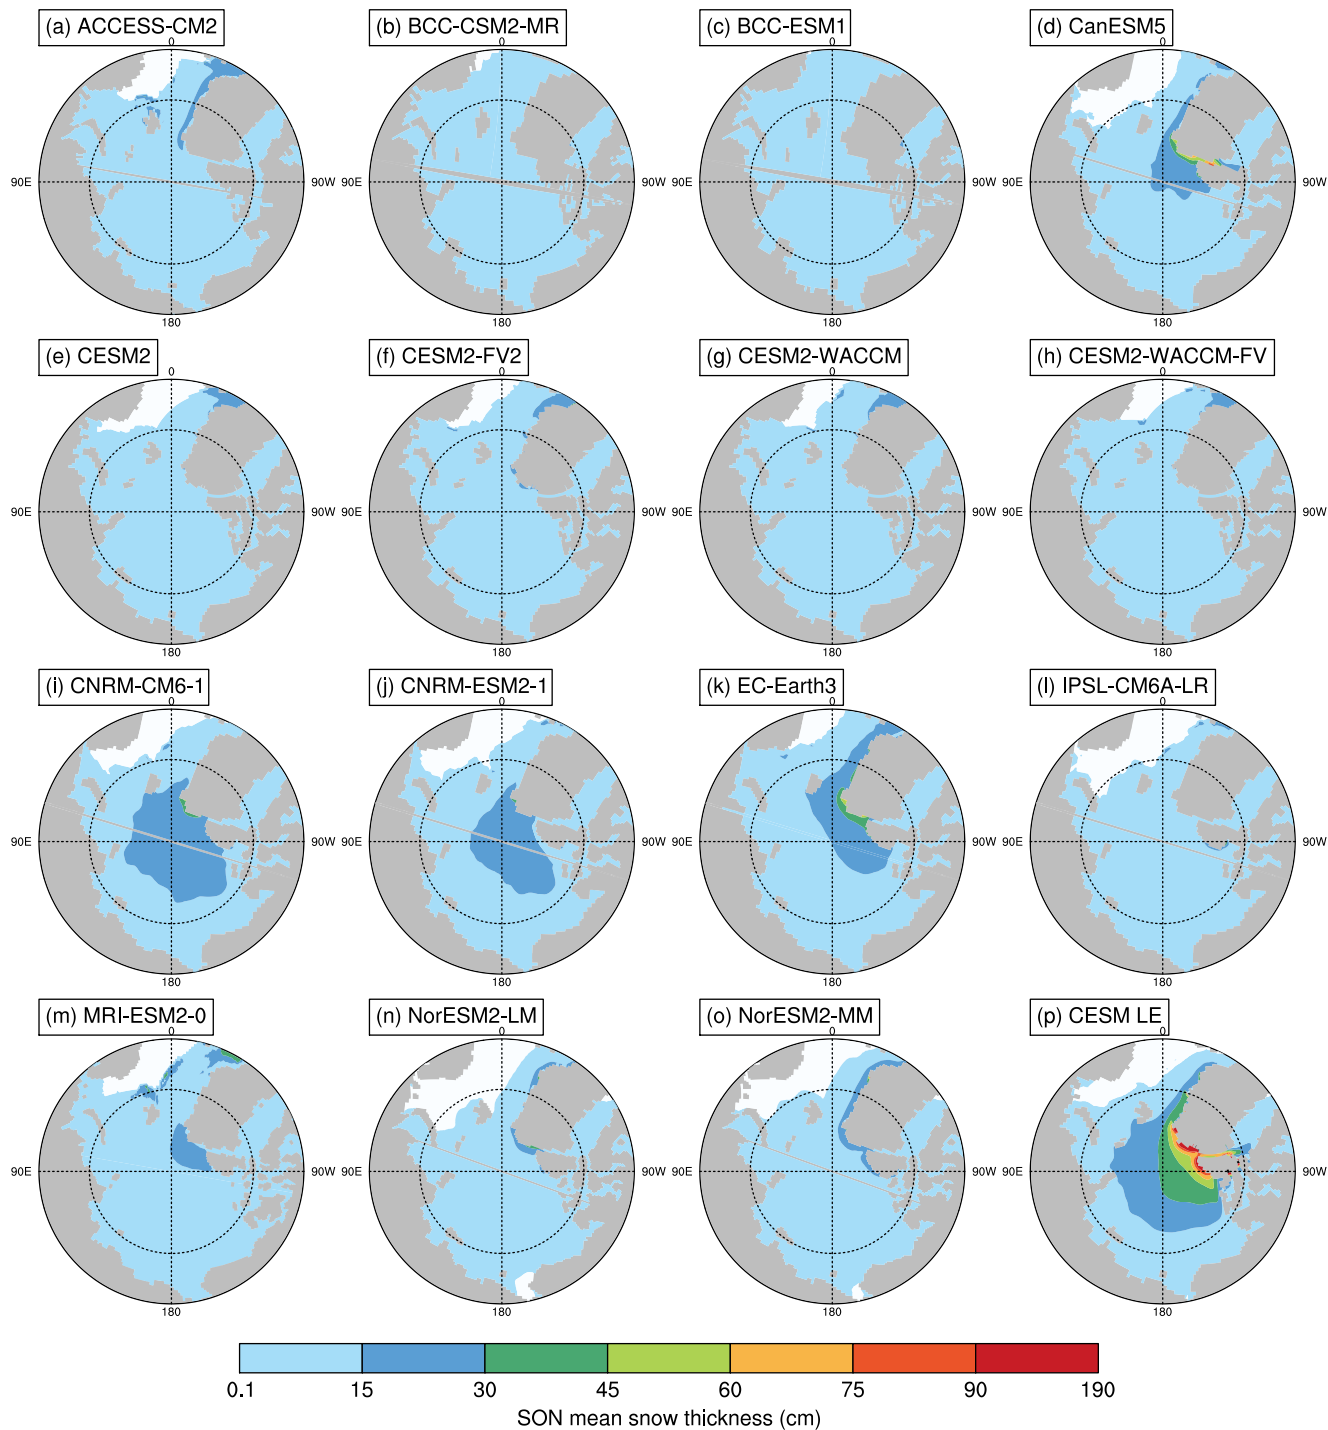 (a) ACCESS-CM2
(b) BCC-CSM2-MR
(c) BCC-ESM1
(d) CanESM5
0
0
0
0
90E
90W
90E
90W
90E
90W
90E
90W
180
180
180
180
(e) CESM2
(f) CESM2-FV2
(g) CESM2-WACCM
(h) CESM2-WACCM-FV
0
0
0
0
90E
90W
90E
90W
90E
90W
90E
90W
180
180
180
180
(i) CNRM-CM6-1
(j) CNRM-ESM2-1
(k) EC-Earth3
(l) IPSL-CM6A-LR
0
0
0
0
90E
90W
90E
90W
90E
90W
90E
90W
180
180
180
180
(m) MRI-ESM2-0
(n) NorESM2-LM
(o) NorESM2-MM
(p) CESM LE
0
0
0
0
90E
90W
90E
90W
90E
90W
90E
90W
180
180
180
180
0.1 15 30 45 60 75 90 190
SON mean snow thickness (cm)